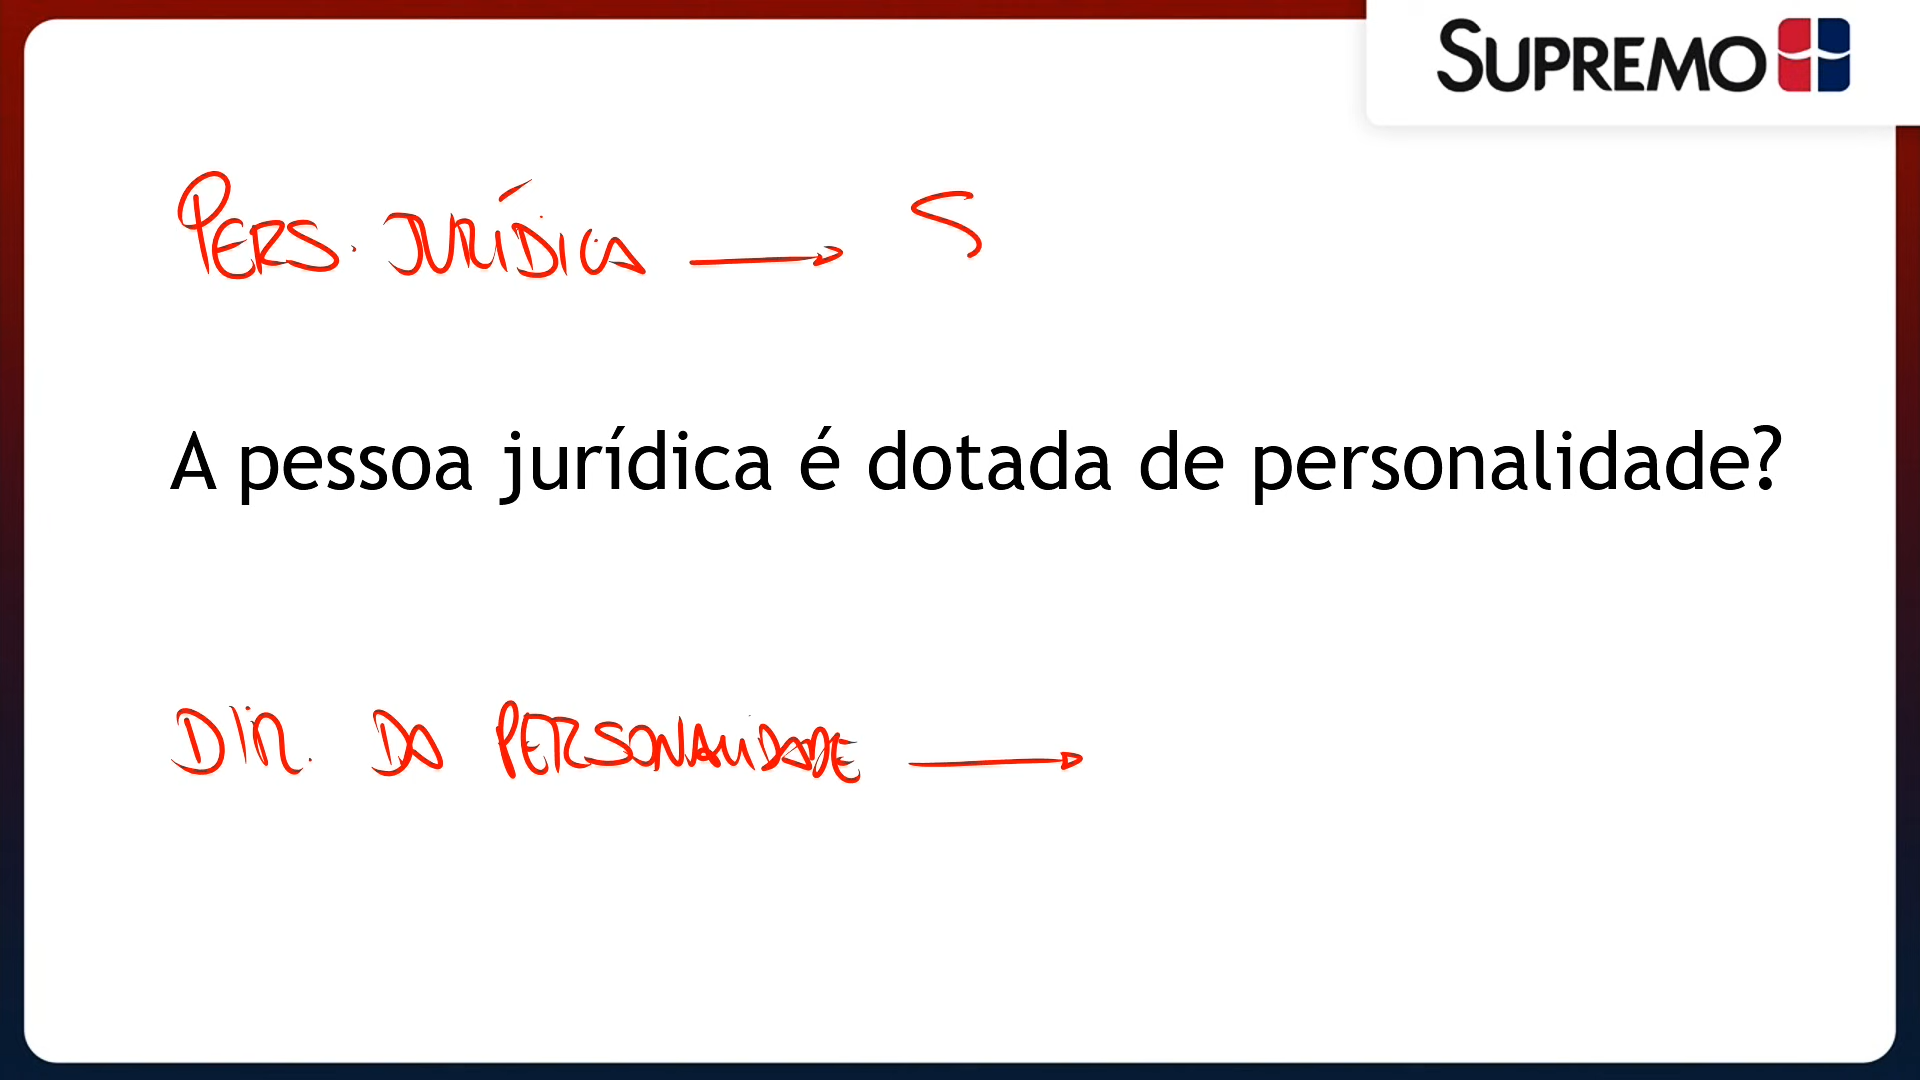 SUPREMO
PERS. JURÍDICA → S
A pessoa jurídica é dotada de personalidade?
DIR. DA PERSONALIDADE →